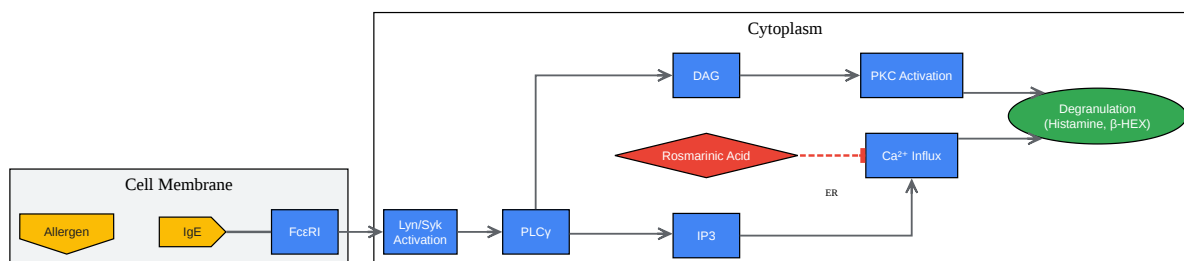 Cytoplasm
DAG
PKC Activation
Degranulation
(Histamine, β-HEX)
Rosmarinic Acid
Ca²⁺ Influx
Cell Membrane
ER
Allergen
IgE
FcεRI
Lyn/Syk
Activation
PLCγ
IP3